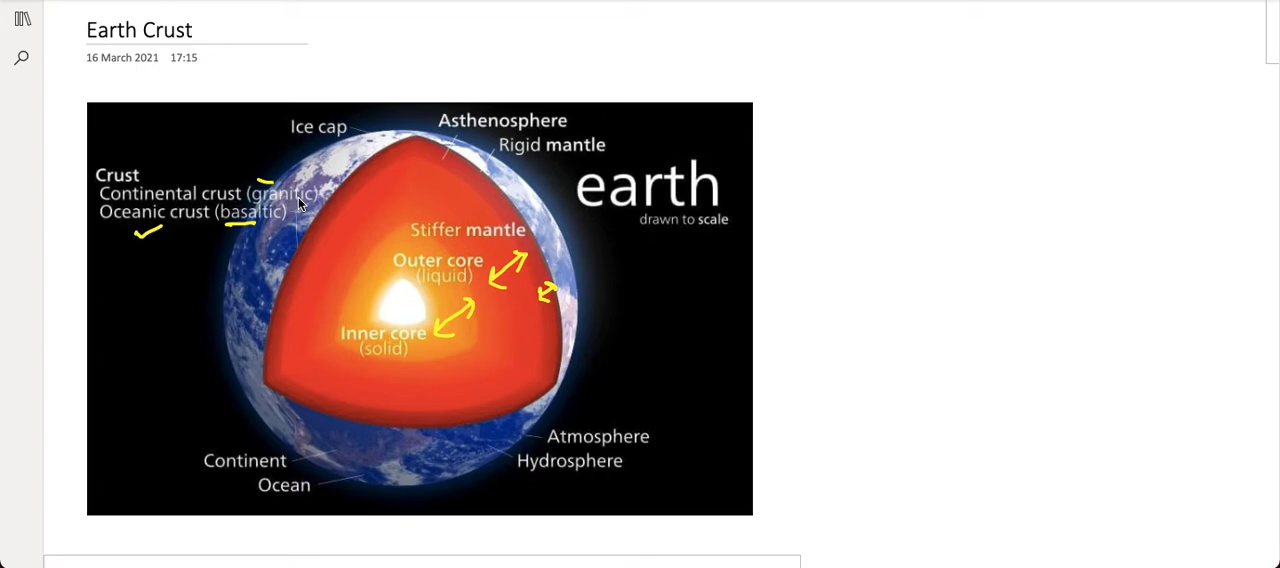 Earth Crust
16 March 2021 17:15
Ice cap
Asthenosphere
Rigid mantle
Crust
Continental crust (granitic)
Oceanic crust (basaltic)
earth
drawn to scale
Stiffer mantle
Outer core
(liquid)
Inner core
(solid)
Atmosphere
Continent
Hydrosphere
Ocean